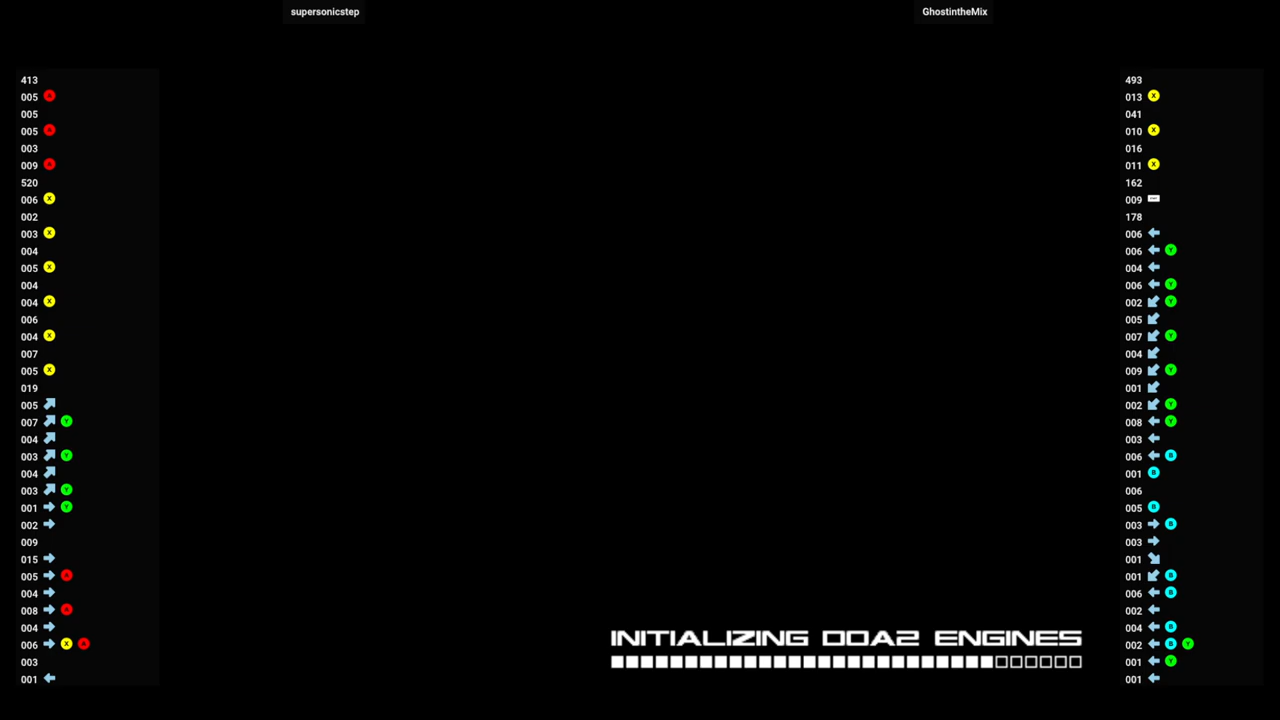 supersonicstep
GhostintheMix
413
005 A
005
005 A
003
009 A
520
006 X
002
003 X
004
005 X
004
004 X
006
004 X
007
005 X
019
005
007 Y
004
003 Y
004
003 Y
001 Y
002
009
015
005 A
004
008 A
004
006 X A
003
001
493
013 X
041
010 X
016
011 X
162
009
178
006
006 Y
004
006 Y
002 Y
005
007 Y
004
009 Y
001
002 Y
008 Y
003
006 B
001 B
006
005 B
003 B
003
001
001 B
006 B
002
004 B
002 B Y
001 Y
001
INITIALIZING DOA2 ENGINES